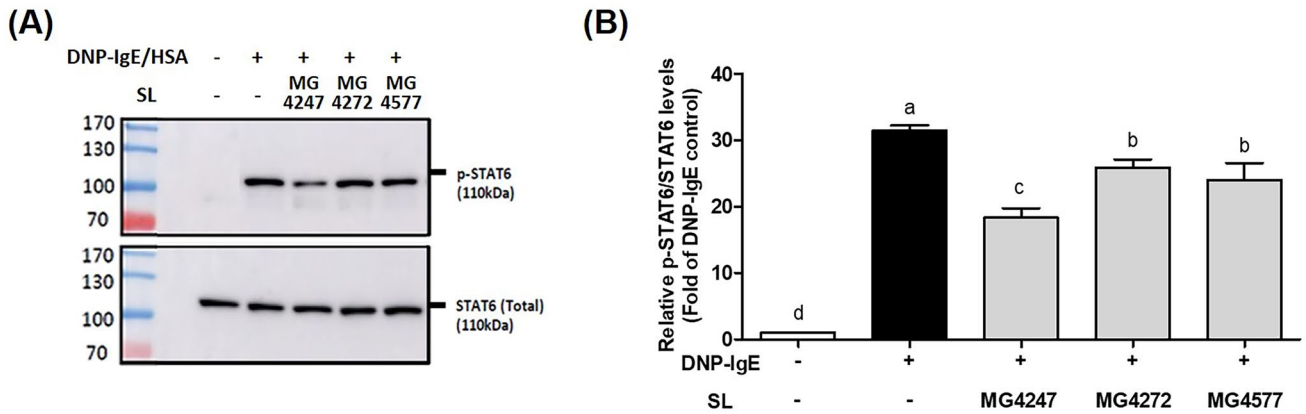 (A)
DNP-IgE/HSA - + + + +
MG MG MG
SL - - 4247 4272 4577
170
130
100
70
p-STAT6
(110kDa)
170
130
100
70
STAT6 (Total)
(110kDa)
(B)
Relative p-STAT6/STAT6 levels
(Fold of DNP-IgE control)
40
30
20
10
0
d
a
c
b
b
DNP-IgE - + + + +
SL - - MG4247 MG4272 MG4577